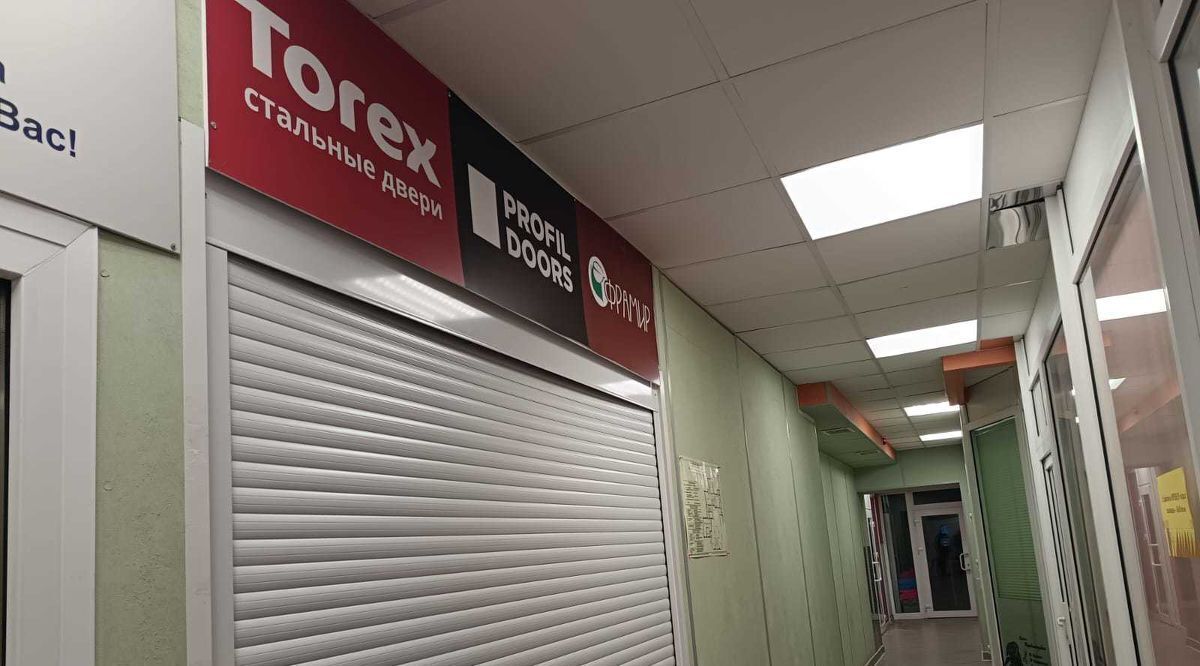 а
Вас!
Torex
стальные двери
PROFIL
DOORS
ФРАМИР